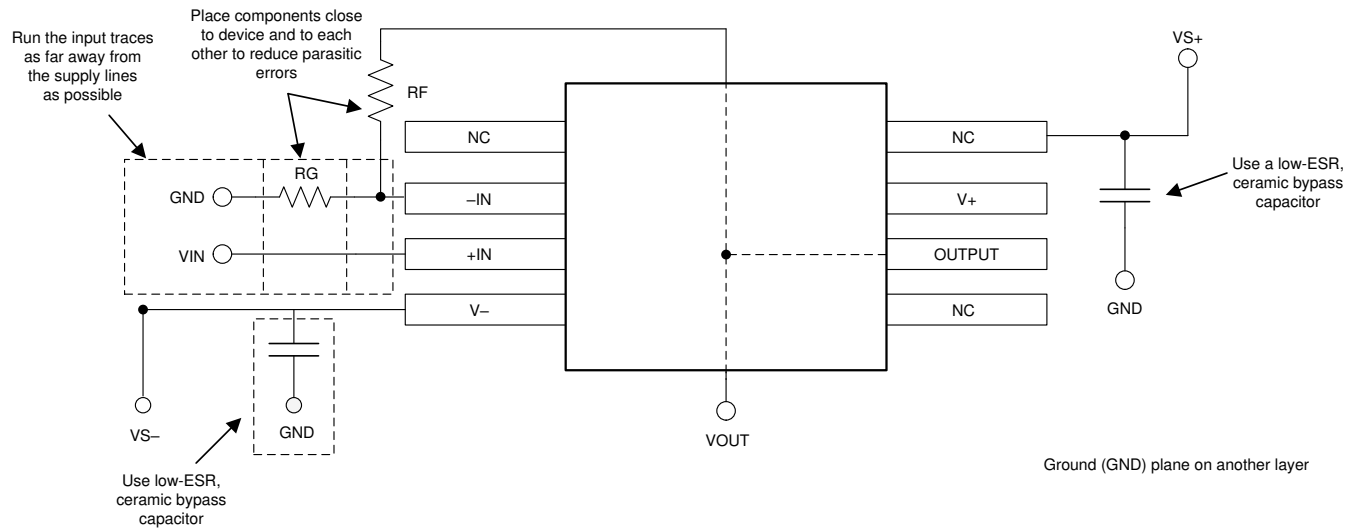 Run the input traces
as far away from
the supply lines
as possible
Place components close
to device and to each
other to reduce parasitic
errors
RF
VS+
NC
NC
Use a low-ESR,
ceramic bypass
capacitor
RG
GND
–IN
V+
VIN
+IN
OUTPUT
GND
V–
NC
VS–
GND
VOUT
Use low-ESR,
ceramic bypass
capacitor
Ground (GND) plane on another layer